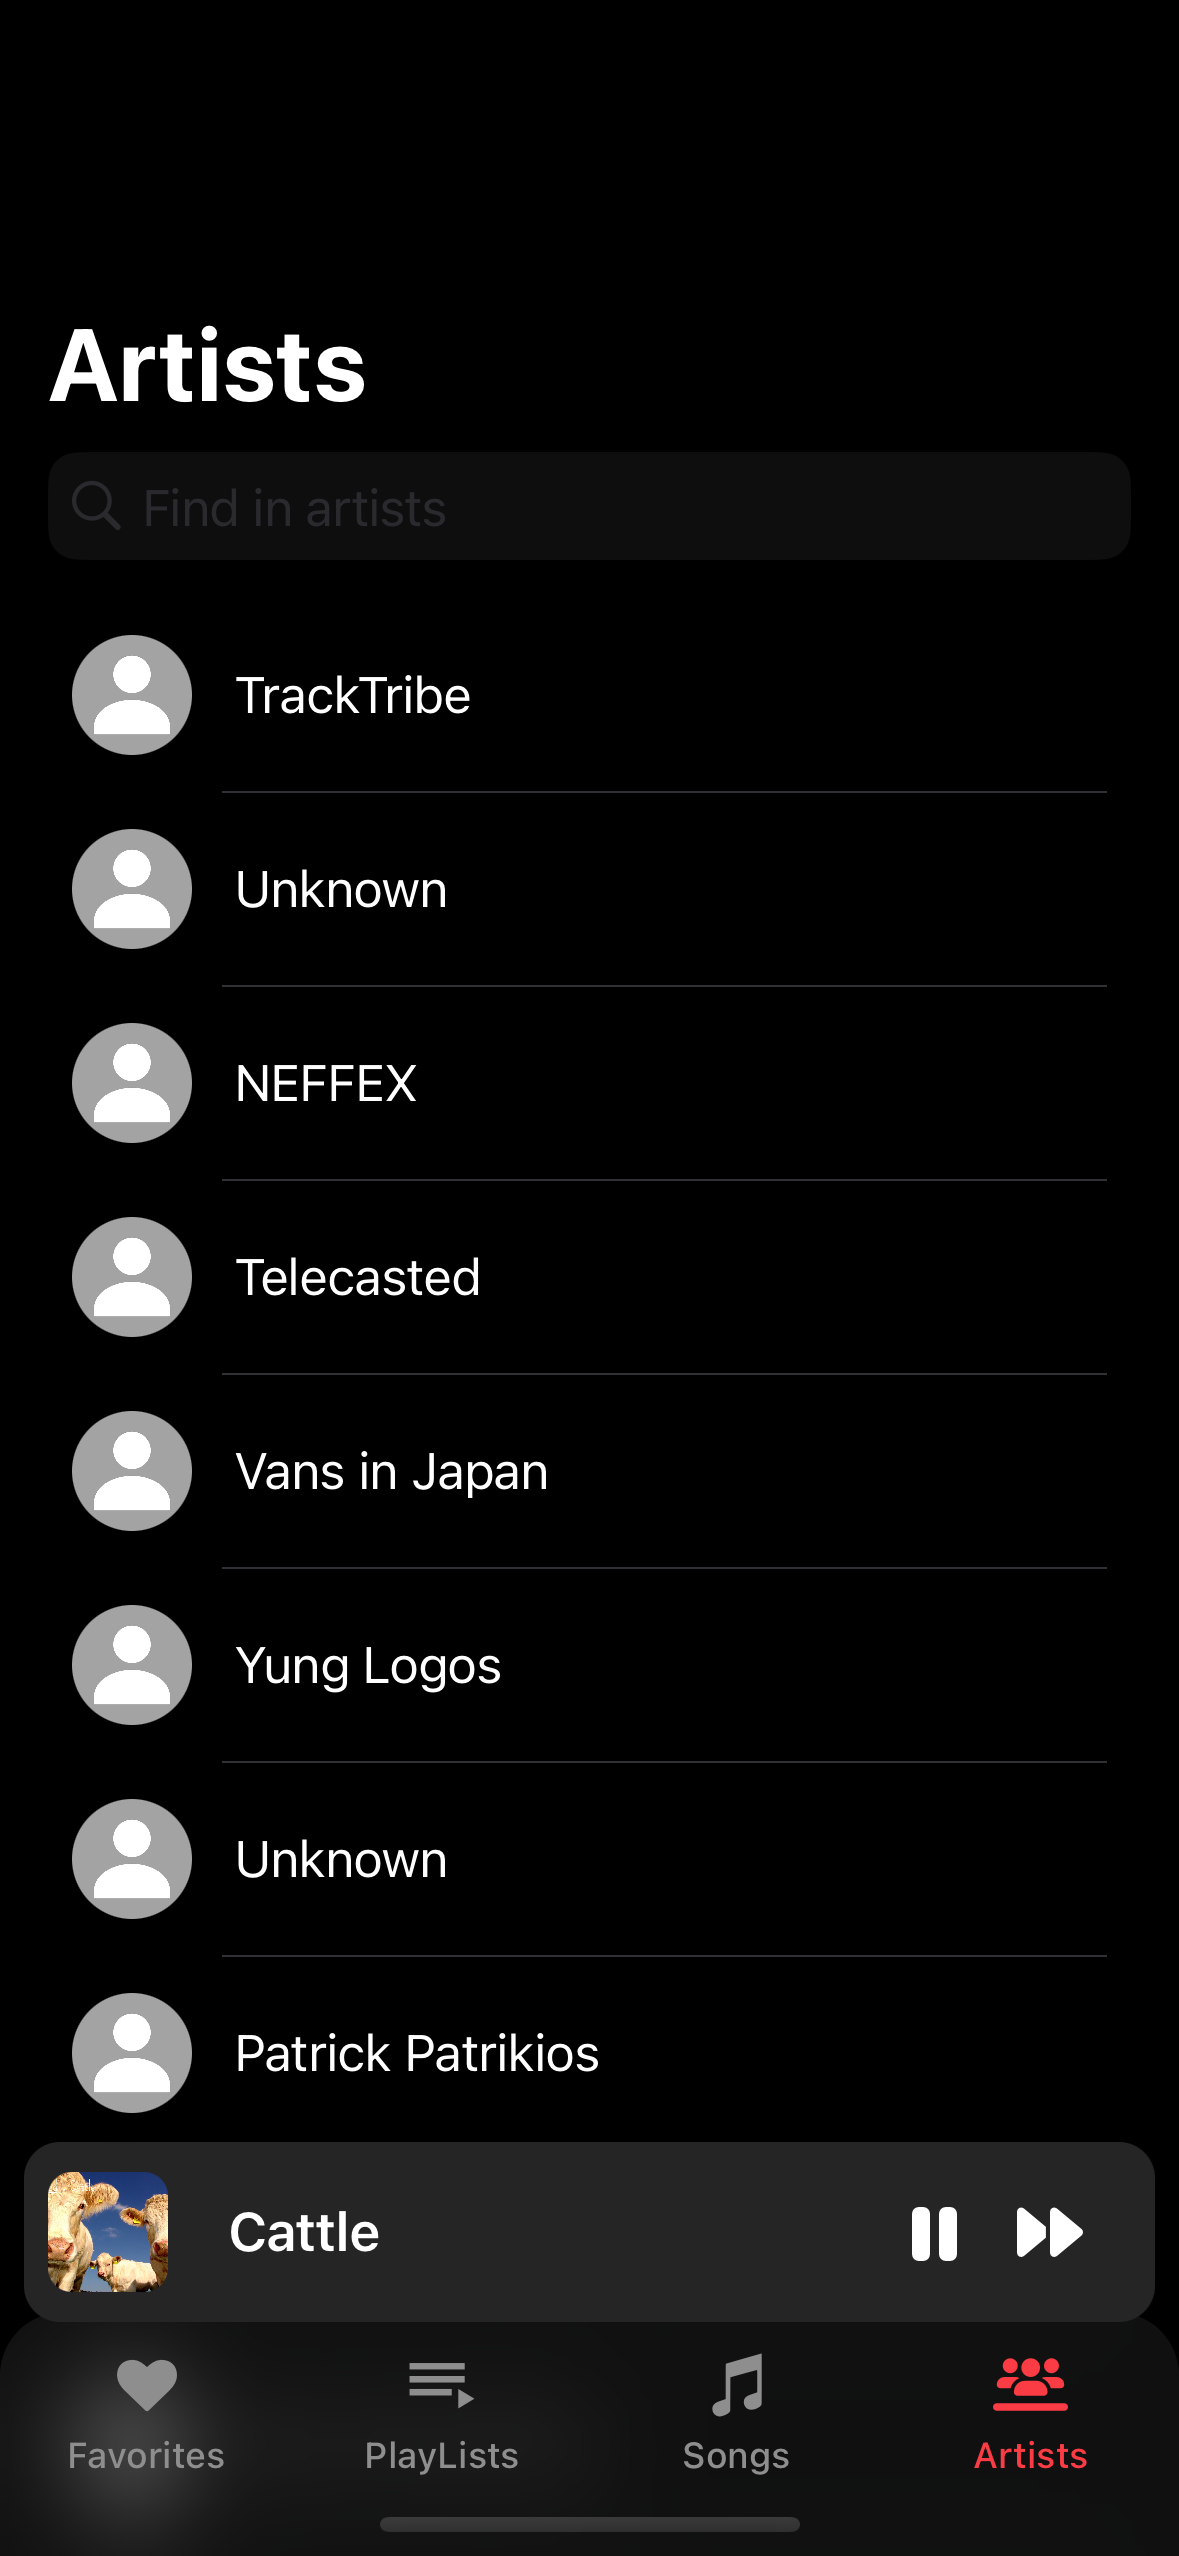 Artists
Find in artists
TrackTribe
Unknown
NEFFEX
Telecasted
Vans in Japan
Yung Logos
Unknown
Patrick Patrikios
Cattle
Favorites
PlayLists
Songs
Artists